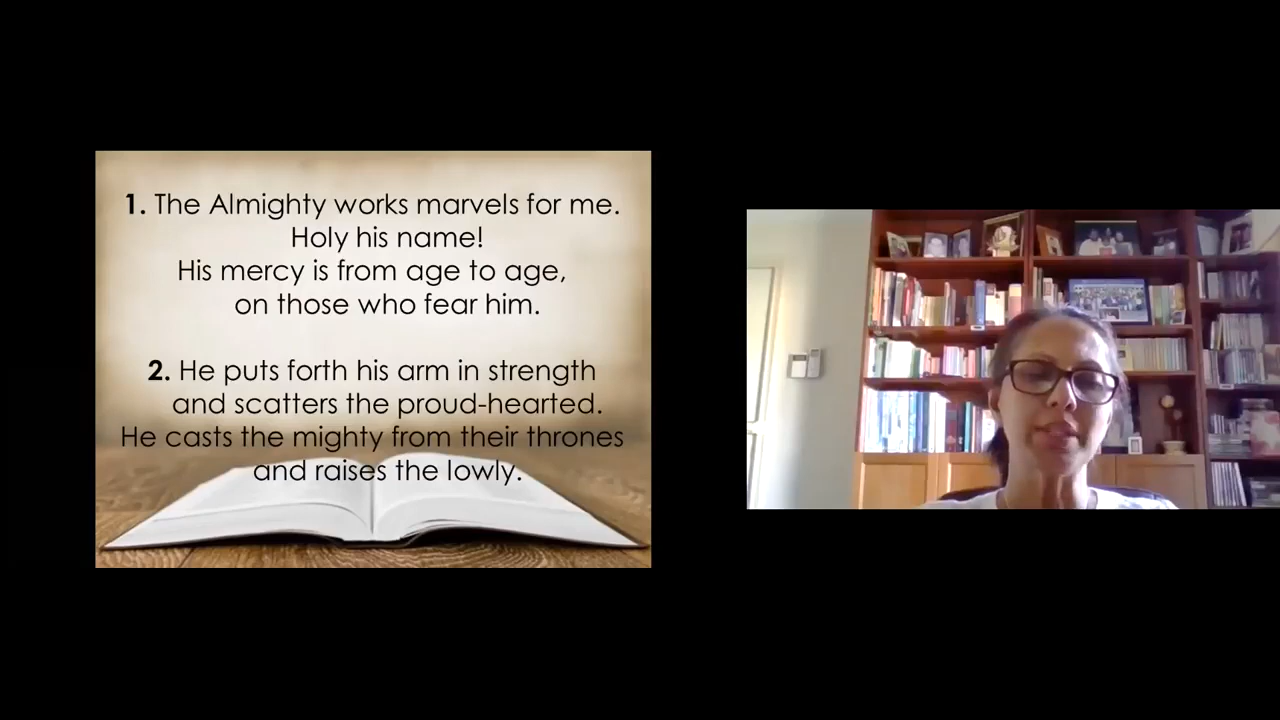 1. The Almighty works marvels for me.
Holy his name!
His mercy is from age to age,
on those who fear him.
2. He puts forth his arm in strength
and scatters the proud-hearted.
He casts the mighty from their thrones
and raises the lowly.